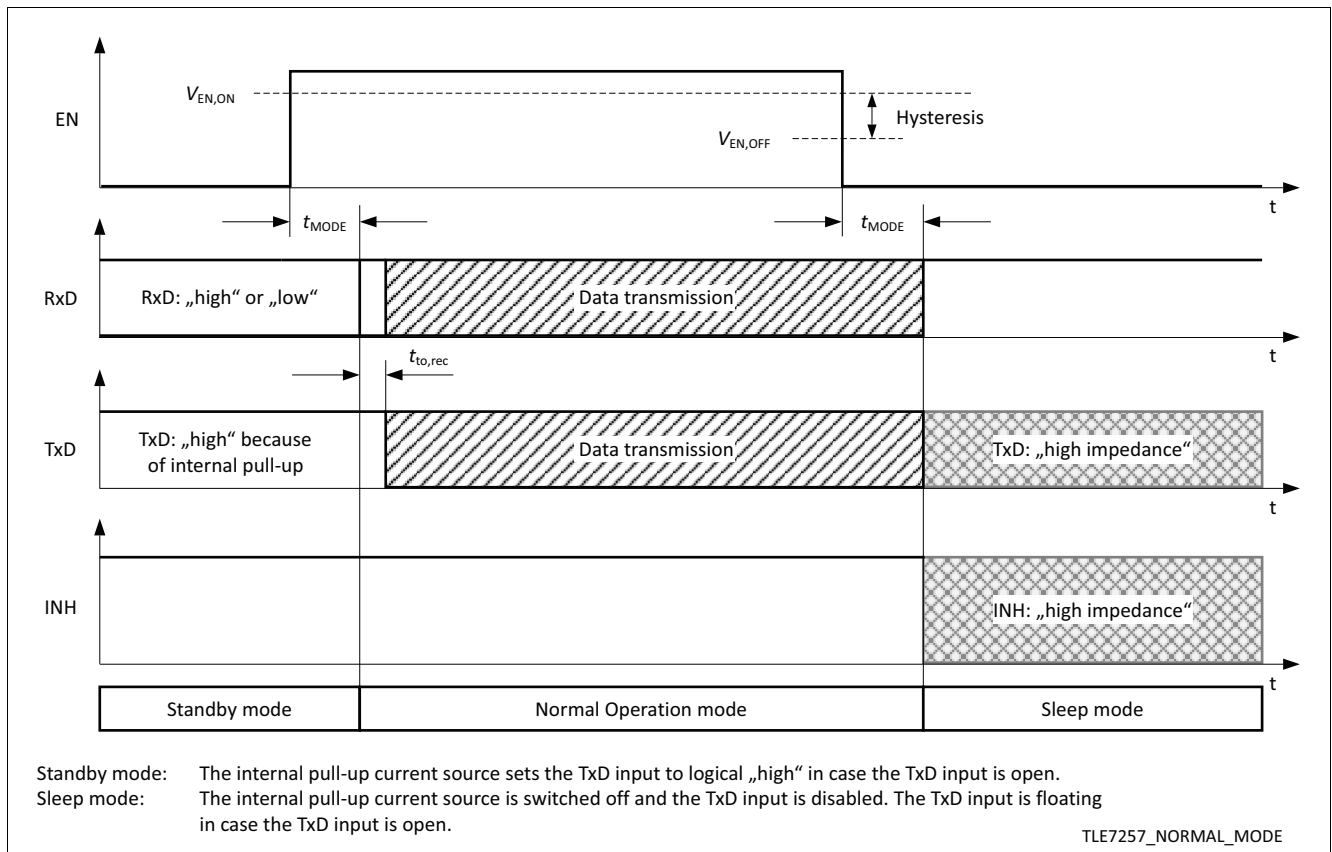 V_EN,ON
EN
Hysteresis
V_EN,OFF
t
t_MODE
t_MODE
RxD
RxD: „high“ or „low“
Data transmission
t
t_to,rec
TxD
TxD: „high“ because
of internal pull-up
Data transmission
TxD: „high impedance“
t
INH
INH: „high impedance“
t
Standby mode
Normal Operation mode
Sleep mode
Standby mode: The internal pull-up current source sets the TxD input to logical „high“ in case the TxD input is open.
Sleep mode: The internal pull-up current source is switched off and the TxD input is disabled. The TxD input is floating
in case the TxD input is open.
TLE7257_NORMAL_MODE